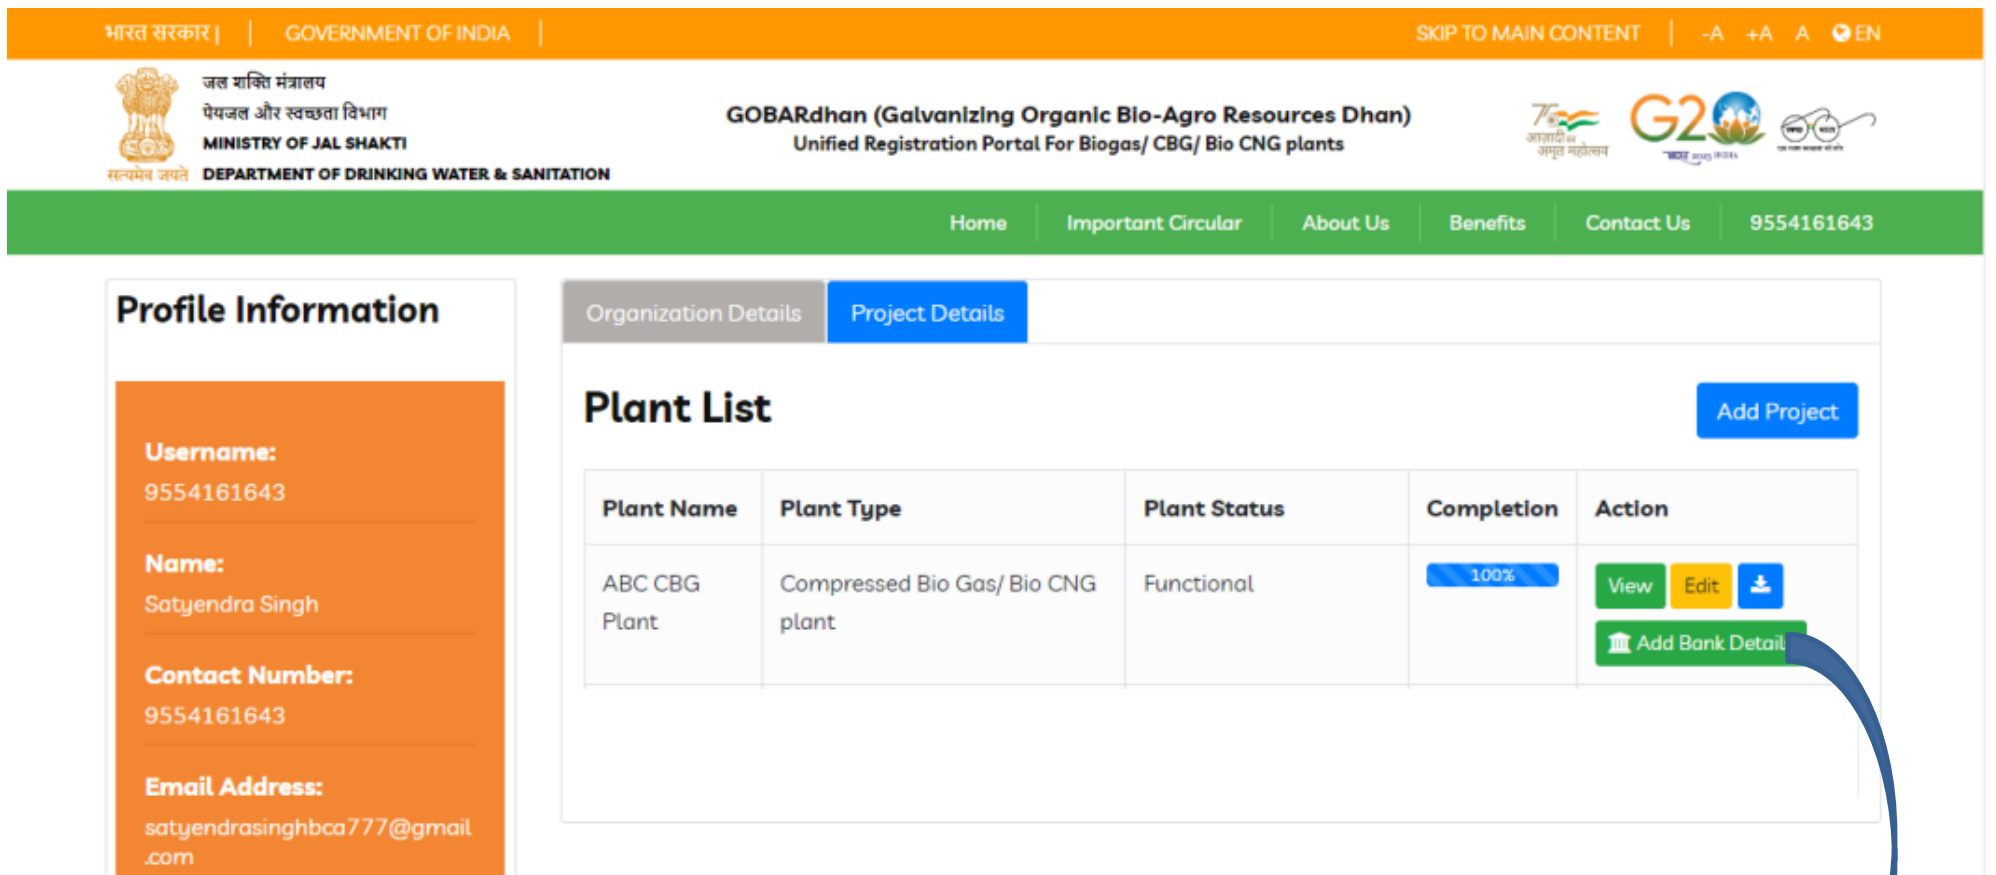 भारत सरकार | GOVERNMENT OF INDIA
SKIP TO MAIN CONTENT -A +A A EN
जल शक्ति मंत्रालय
पेयजल और स्वच्छता विभाग
MINISTRY OF JAL SHAKTI
DEPARTMENT OF DRINKING WATER & SANITATION
सत्यमेव जयते
GOBARdhan (Galvanizing Organic Bio-Agro Resources Dhan)
Unified Registration Portal For Biogas/ CBG/ Bio CNG plants
आज़ादी का
अमृत महोत्सव
G20
Home Important Circular About Us Benefits Contact Us 9554161643
Profile Information
Username:
9554161643
Name:
Satyendra Singh
Contact Number:
9554161643
Email Address:
satyendrasinghbca777@gmail
.com
Organization Details Project Details
Plant List
Add Project
Plant Name Plant Type Plant Status Completion Action
ABC CBG Compressed Bio Gas/ Bio CNG Functional 100% View Edit
Plant plant
Add Bank Detail